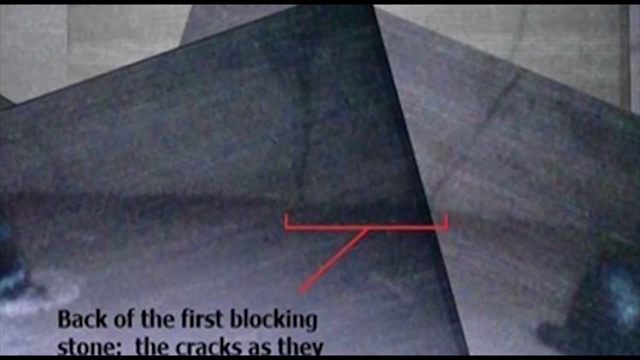 Back of the first blocking
stone: the cracks as they